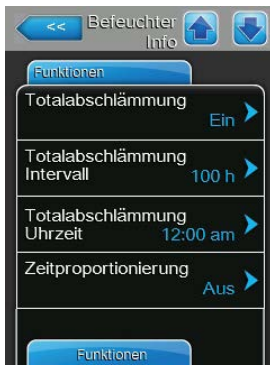 << Befeuchter
Info
Funktionen
Totalabschlämmung
Ein
Totalabschlämmung
Intervall 100 h
Totalabschlämmung
Uhrzeit 12:00 am
Zeitproportionierung
Aus
Funktionen